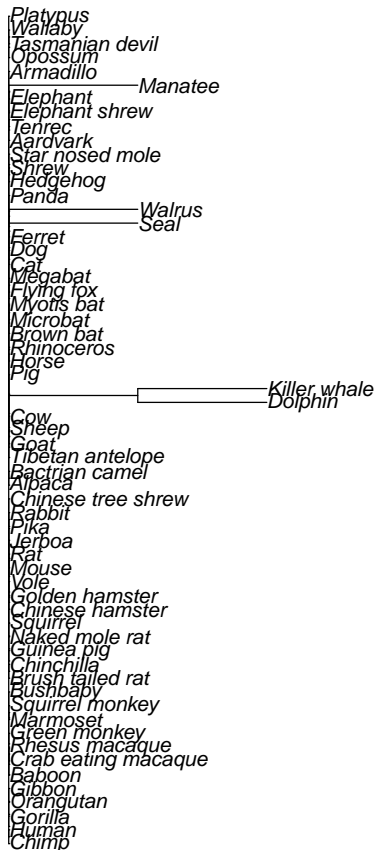 Platypus
Wallaby
Tasmanian devil
Opossum
Armadillo
Manatee
Elephant
Elephant shrew
Tenrec
Aardvark
Star nosed mole
Shrew
Hedgehog
Panda
Walrus
Seal
Ferret
Dog
Cat
Megabat
Flying fox
Myotis bat
Microbat
Brown bat
Rhinoceros
Horse
Pig
Killer whale
Dolphin
Cow
Sheep
Goat
Tibetan antelope
Bactrian camel
Alpaca
Chinese tree shrew
Rabbit
Pika
Jerboa
Rat
Mouse
Vole
Golden hamster
Chinese hamster
Squirrel
Naked mole rat
Guinea pig
Chinchilla
Brush tailed rat
Bushbaby
Squirrel monkey
Marmoset
Green monkey
Rhesus macaque
Crab eating macaque
Baboon
Gibbon
Orangutan
Gorilla
Human
Chimp